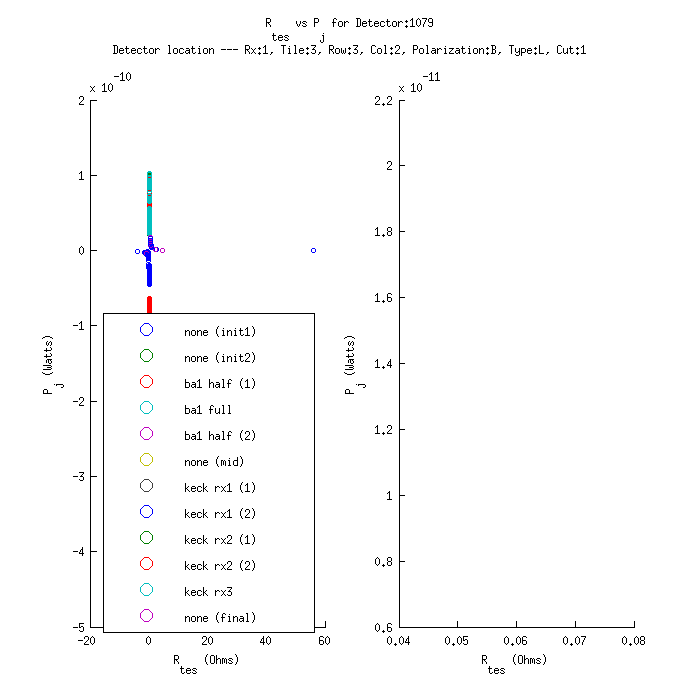 R tes vs P j for Detector:1079
Detector location --- Rx:1, Tile:3, Row:3, Col:2, Polarization:B, Type:L, Cut:1
x 10^-10
2
1
0
-1
-2
-3
-4
-5
-20
0
20
40
60
P j (Watts)
R tes (Ohms)
none (init1)
none (init2)
ba1 half (1)
ba1 full
ba1 half (2)
none (mid)
keck rx1 (1)
keck rx1 (2)
keck rx2 (1)
keck rx2 (2)
keck rx3
none (final)
x 10^-11
2.2
2
1.8
1.6
1.4
1.2
1
0.8
0.6
0.04
0.05
0.06
0.07
0.08
P j (Watts)
R tes (Ohms)